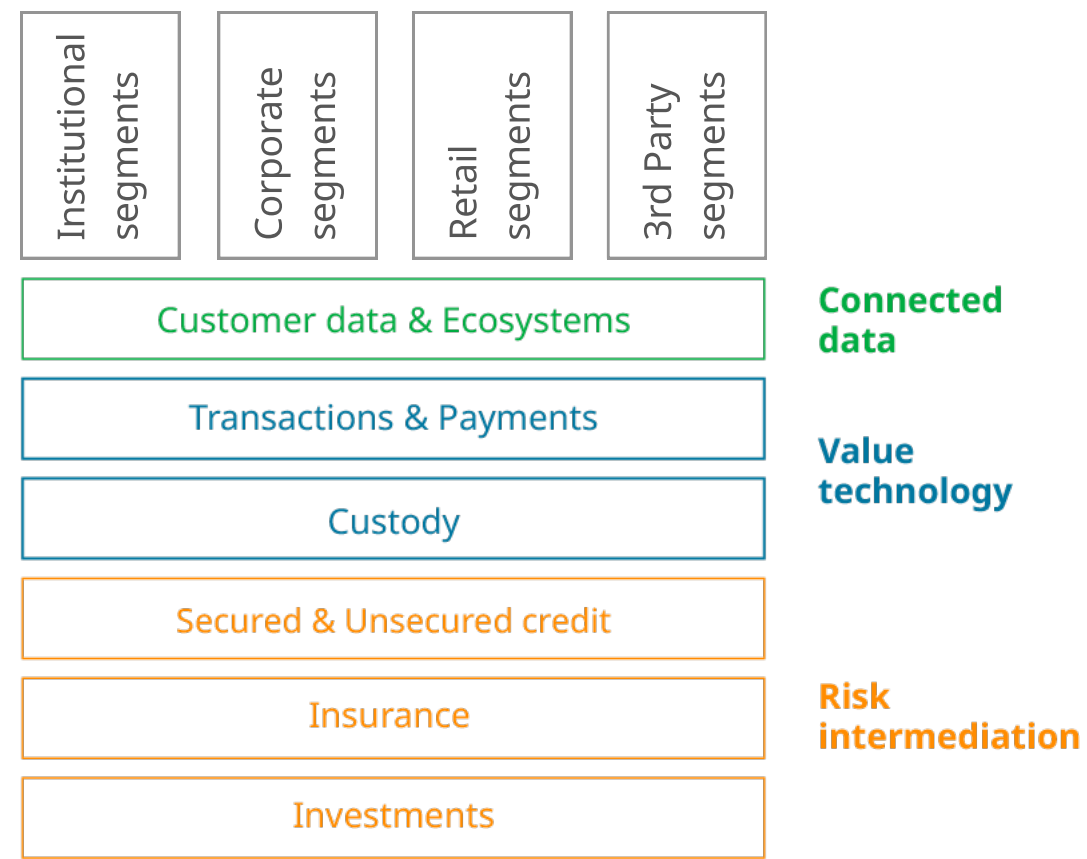 Institutional
segments
Corporate
segments
Retail
segments
3rd Party
segments
Customer data & Ecosystems
Connected
data
Transactions & Payments
Value
technology
Custody
Secured & Unsecured credit
Insurance
Risk
intermediation
Investments